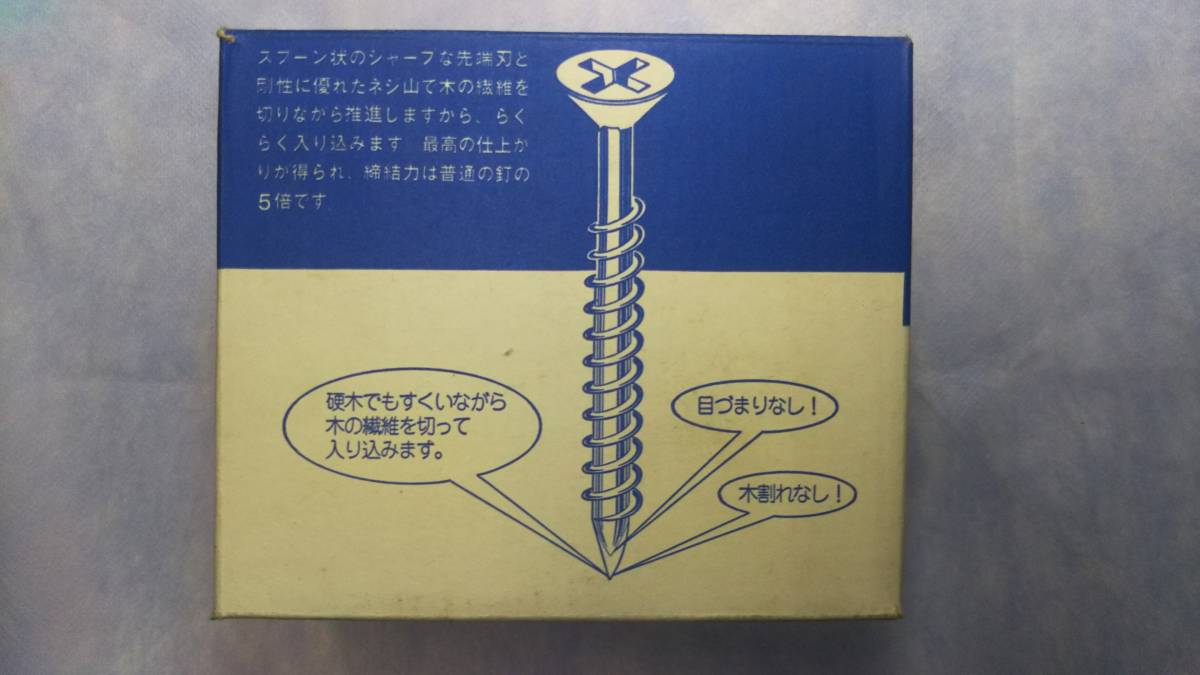 スプーン状のシャープな先端刃と
剛性に優れたネジ山で木の繊維を
切りながら推進しますから、らく
らく入り込みます 最高の仕上が
りが得られ、締結力は普通の釘の
5倍です
硬木でもすくいながら
木の繊維を切って
入り込みます。
目づまりなし!
木割れなし!